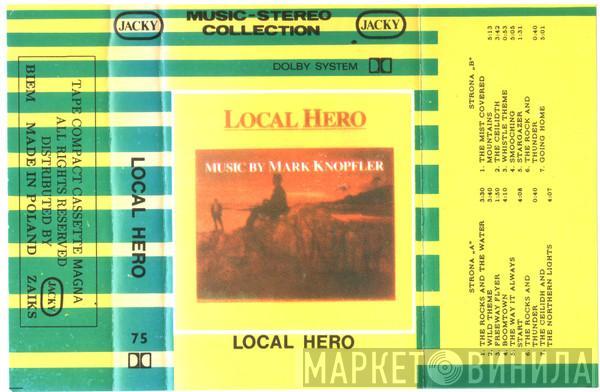 TAPE COMPACT CASSETTE MAGNA
ALL RIGHTS RESERVED
DISTRIBUTED BY
JACKY
BIEM MADE IN POLAND ZAIKS
JACKY
LOCAL HERO
75
MUSIC-STEREO
COLLECTION
JACKY
DOLBY SYSTEM
LOCAL HERO
MUSIC BY MARK KNOPFLER
LOCAL HERO
STRONA „A"
1. THE ROCKS AND THE WATER 3:30
2. WILD THEME 3:40
3. FREEWAY FLYER 1:50
4. BOOMTOWN 4:10
5. THE WAY IT ALWAYS
START 4:08
6. THE ROCKS AND
THUNDER 0:40
7. THE CEILIDH AND
THE NORTHERN LIGHTS 4:07
STRONA „B"
1. THE MIST COVERED
MOUNTAINS 5:13
2. THE CEILIDTH 3:42
3. WHISTLE THEME 0:53
4. SMOOCHING 5:05
5. STARGAZER 1:31
6. THE ROCK AND
THUNDER 0:40
7. GOING HOME 5:01
МАРКЕТ ВИНИЛА